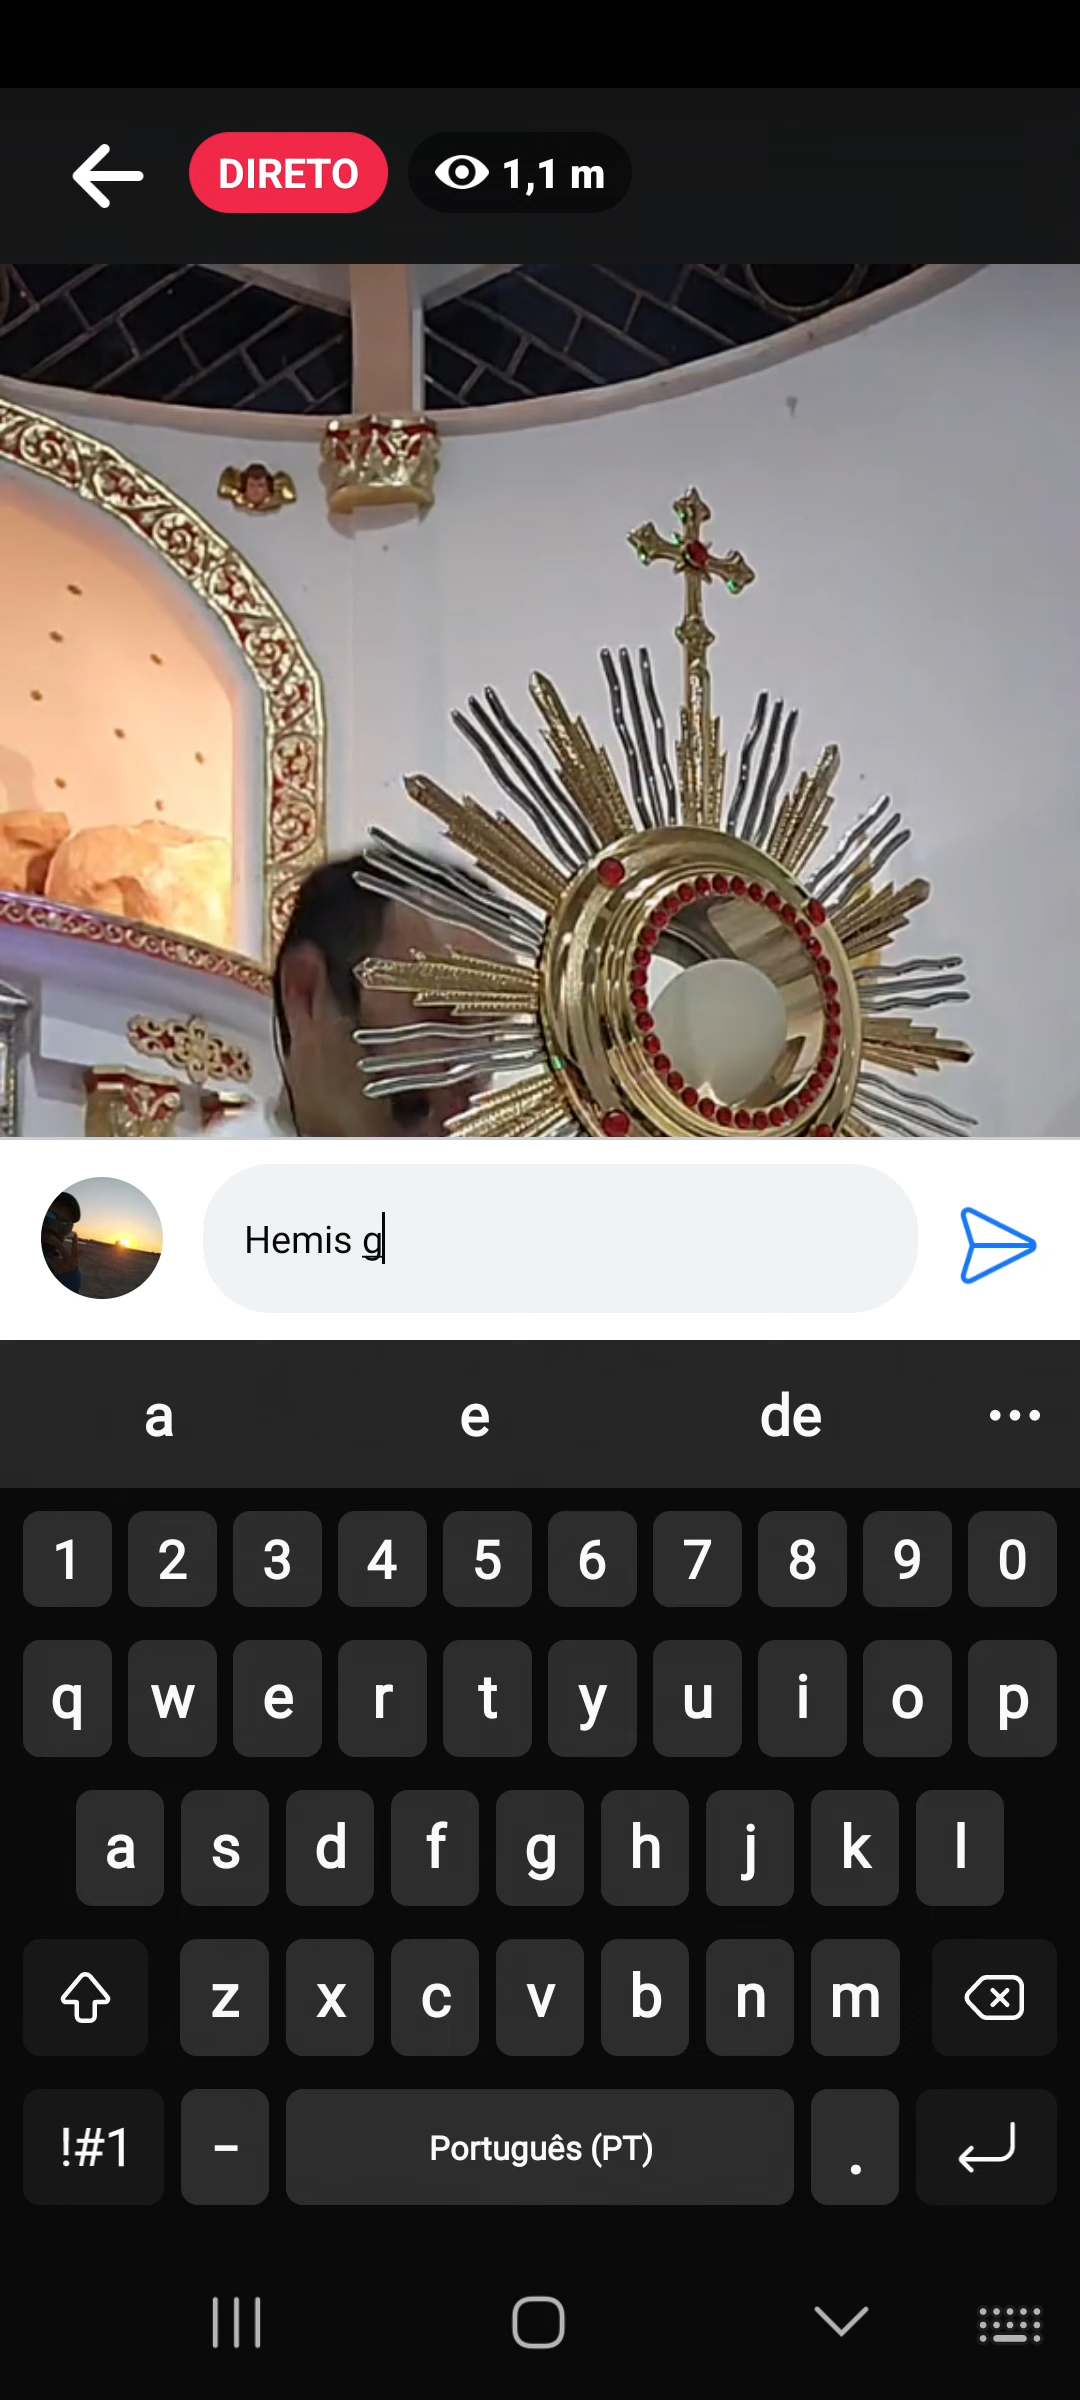 DIRETO 1,1 m
Hemis g
a e de
1 2 3 4 5 6 7 8 9 0
q w e r t y u i o p
a s d f g h j k l
z x c v b n m
!#1 - Português (PT) .